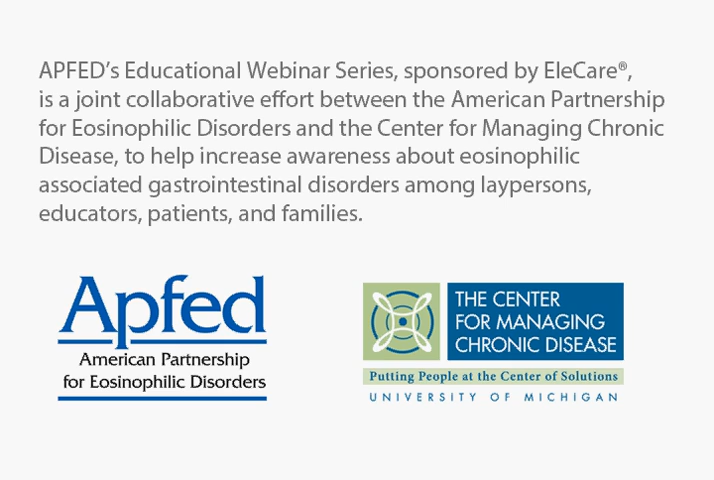 APFED’s Educational Webinar Series, sponsored by EleCare®,
is a joint collaborative effort between the American Partnership
for Eosinophilic Disorders and the Center for Managing Chronic
Disease, to help increase awareness about eosinophilic
associated gastrointestinal disorders among laypersons,
educators, patients, and families.
Apfed
American Partnership
for Eosinophilic Disorders
THE CENTER
FOR MANAGING
CHRONIC DISEASE
Putting People at the Center of Solutions
UNIVERSITY OF MICHIGAN